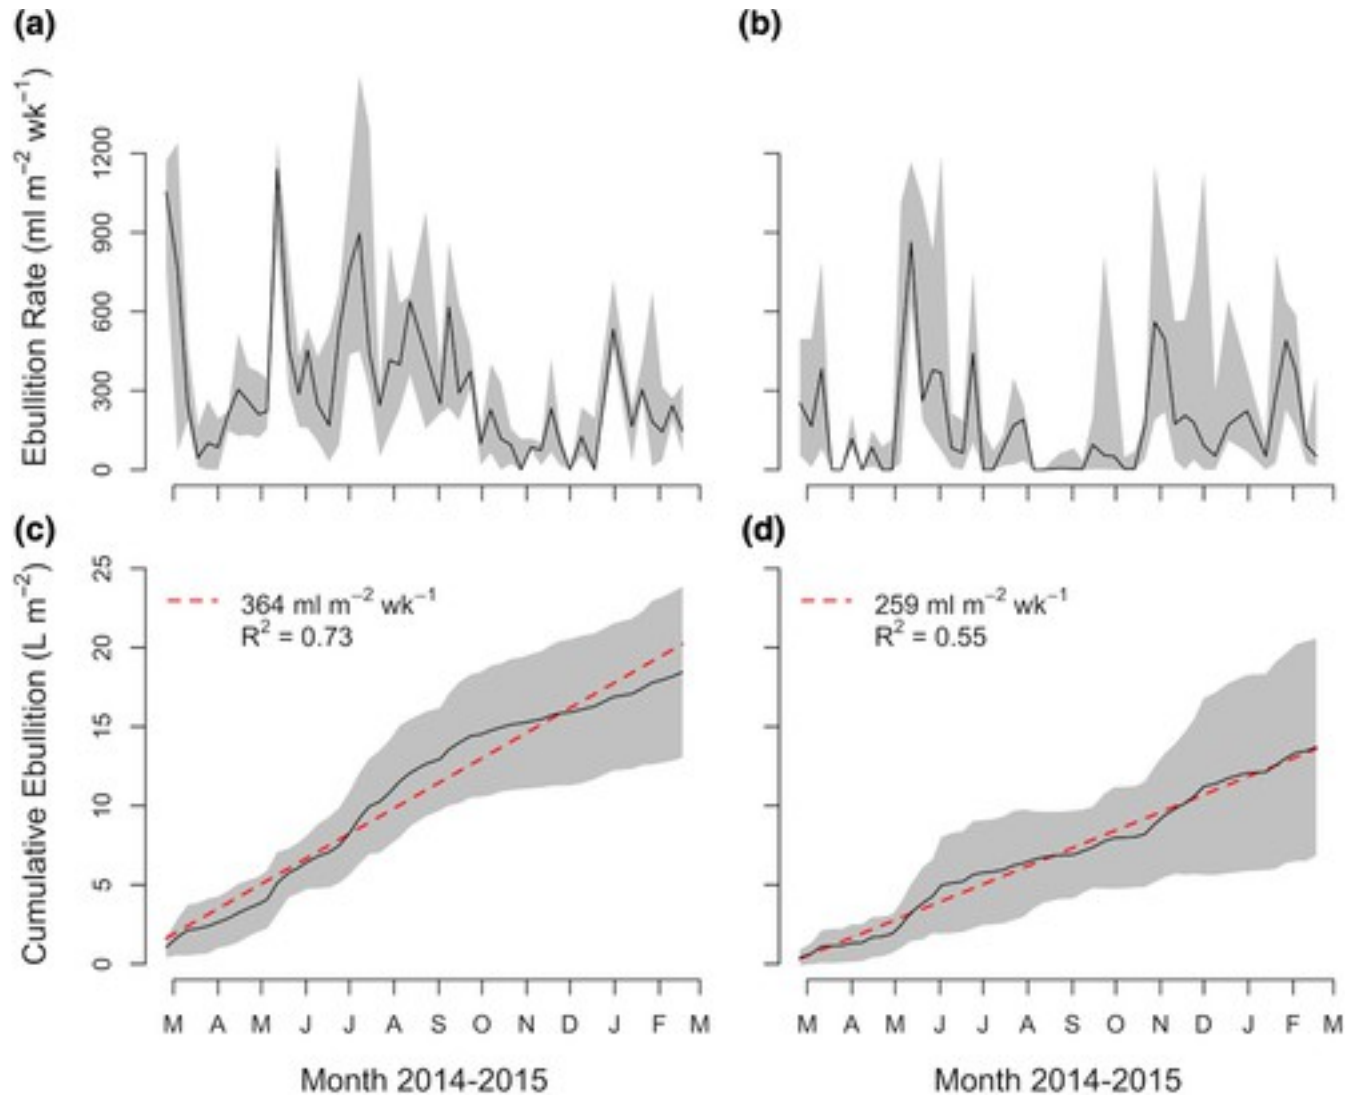 (a)
(b)
Ebullition Rate (ml m⁻² wk⁻¹)
1200
900
600
300
0
(c)
(d)
Cumulative Ebullition (L m⁻²)
25
20
15
10
5
0
364 ml m⁻² wk⁻¹
R² = 0.73
259 ml m⁻² wk⁻¹
R² = 0.55
M A M J J A S O N D J F M
M A M J J A S O N D J F M
Month 2014-2015
Month 2014-2015